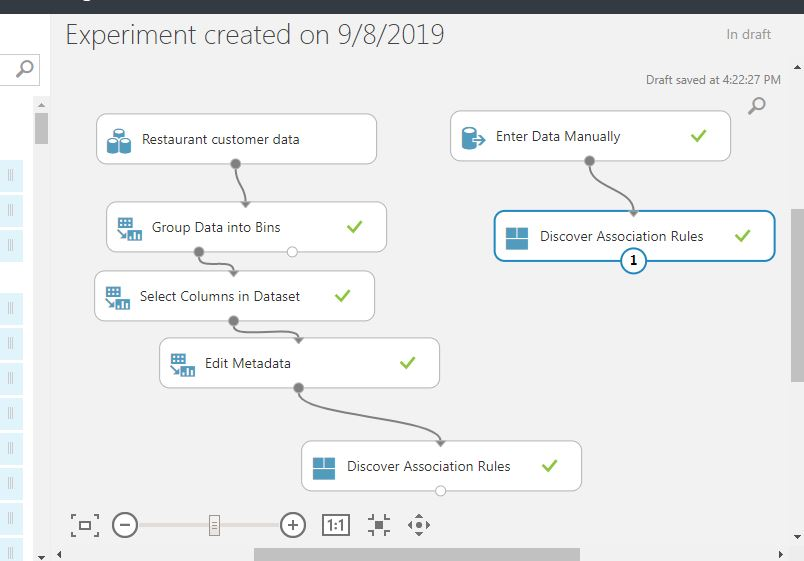 Experiment created on 9/8/2019
In draft
Draft saved at 4:22:27 PM
Restaurant customer data
Enter Data Manually
Group Data into Bins
Discover Association Rules
1
Select Columns in Dataset
Edit Metadata
Discover Association Rules
1:1